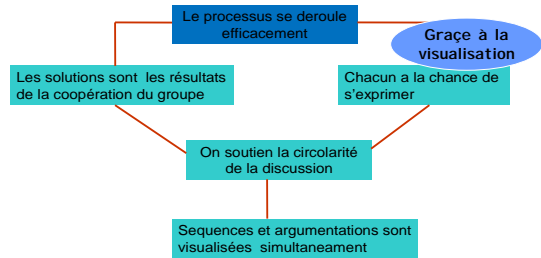 Le processus se deroule
efficacement
Graçe à la
visualisation
Les solutions sont les résultats
de la coopération du groupe
Chacun a la chance de
s'exprimer
On soutien la circolarité
de la discussion
Sequences et argumentations sont
visualisées simultaneament